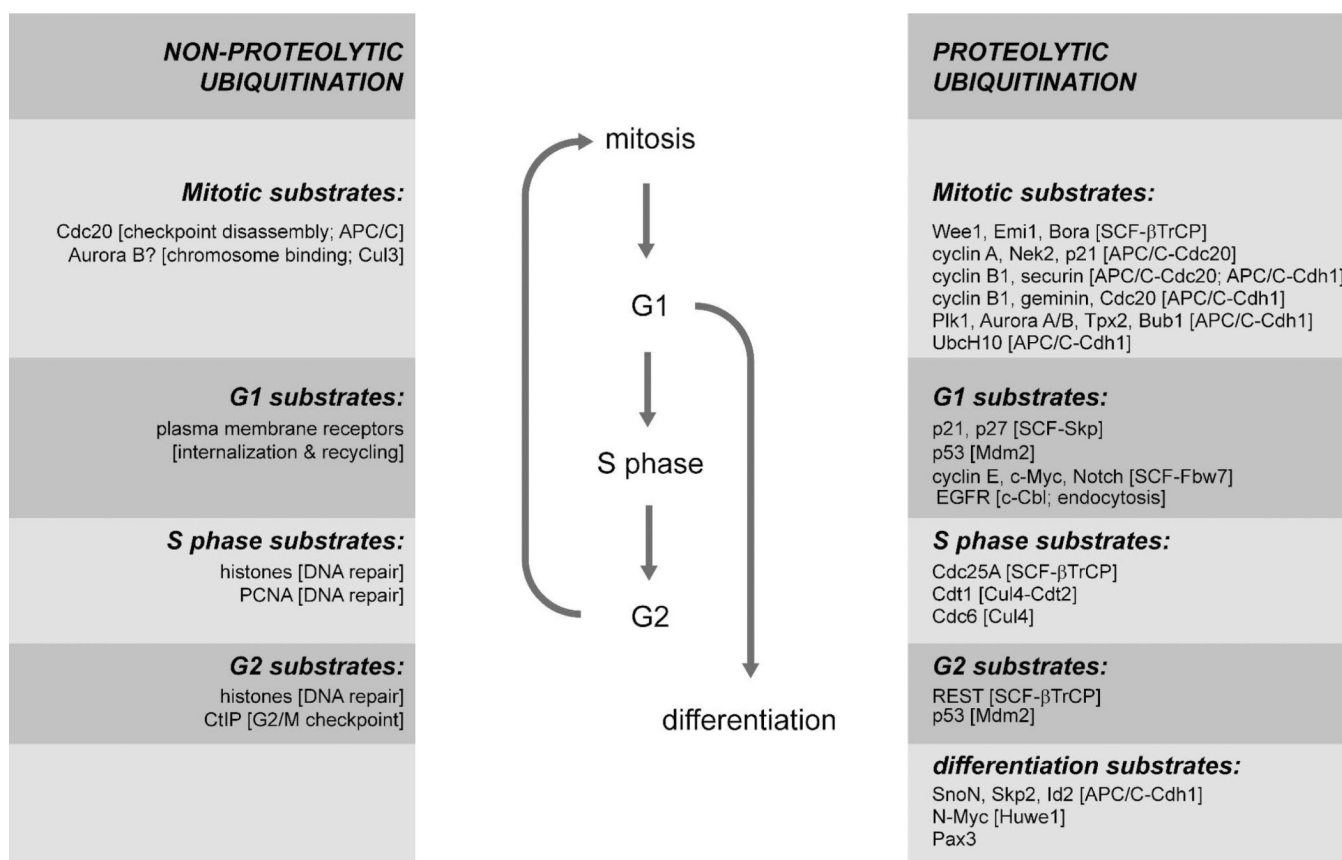 NON-PROTEOLYTIC
UBIQUITINATION
Mitotic substrates:
Cdc20 [checkpoint disassembly; APC/C]
Aurora B? [chromosome binding; Cul3]
G1 substrates:
plasma membrane receptors
[internalization & recycling]
S phase substrates:
histones [DNA repair]
PCNA [DNA repair]
G2 substrates:
histones [DNA repair]
CtIP [G2/M checkpoint]
mitosis
G1
S phase
G2
differentiation
PROTEOLYTIC
UBIQUITINATION
Mitotic substrates:
Wee1, Emi1, Bora [SCF-βTrCP]
cyclin A, Nek2, p21 [APC/C-Cdc20]
cyclin B1, securin [APC/C-Cdc20; APC/C-Cdh1]
cyclin B1, geminin, Cdc20 [APC/C-Cdh1]
Plk1, Aurora A/B, Tpx2, Bub1 [APC/C-Cdh1]
UbcH10 [APC/C-Cdh1]
G1 substrates:
p21, p27 [SCF-Skp]
p53 [Mdm2]
cyclin E, c-Myc, Notch [SCF-Fbw7]
EGFR [c-Cbl; endocytosis]
S phase substrates:
Cdc25A [SCF-βTrCP]
Cdt1 [Cul4-Cdt2]
Cdc6 [Cul4]
G2 substrates:
REST [SCF-βTrCP]
p53 [Mdm2]
differentiation substrates:
SnoN, Skp2, Id2 [APC/C-Cdh1]
N-Myc [Huwe1]
Pax3